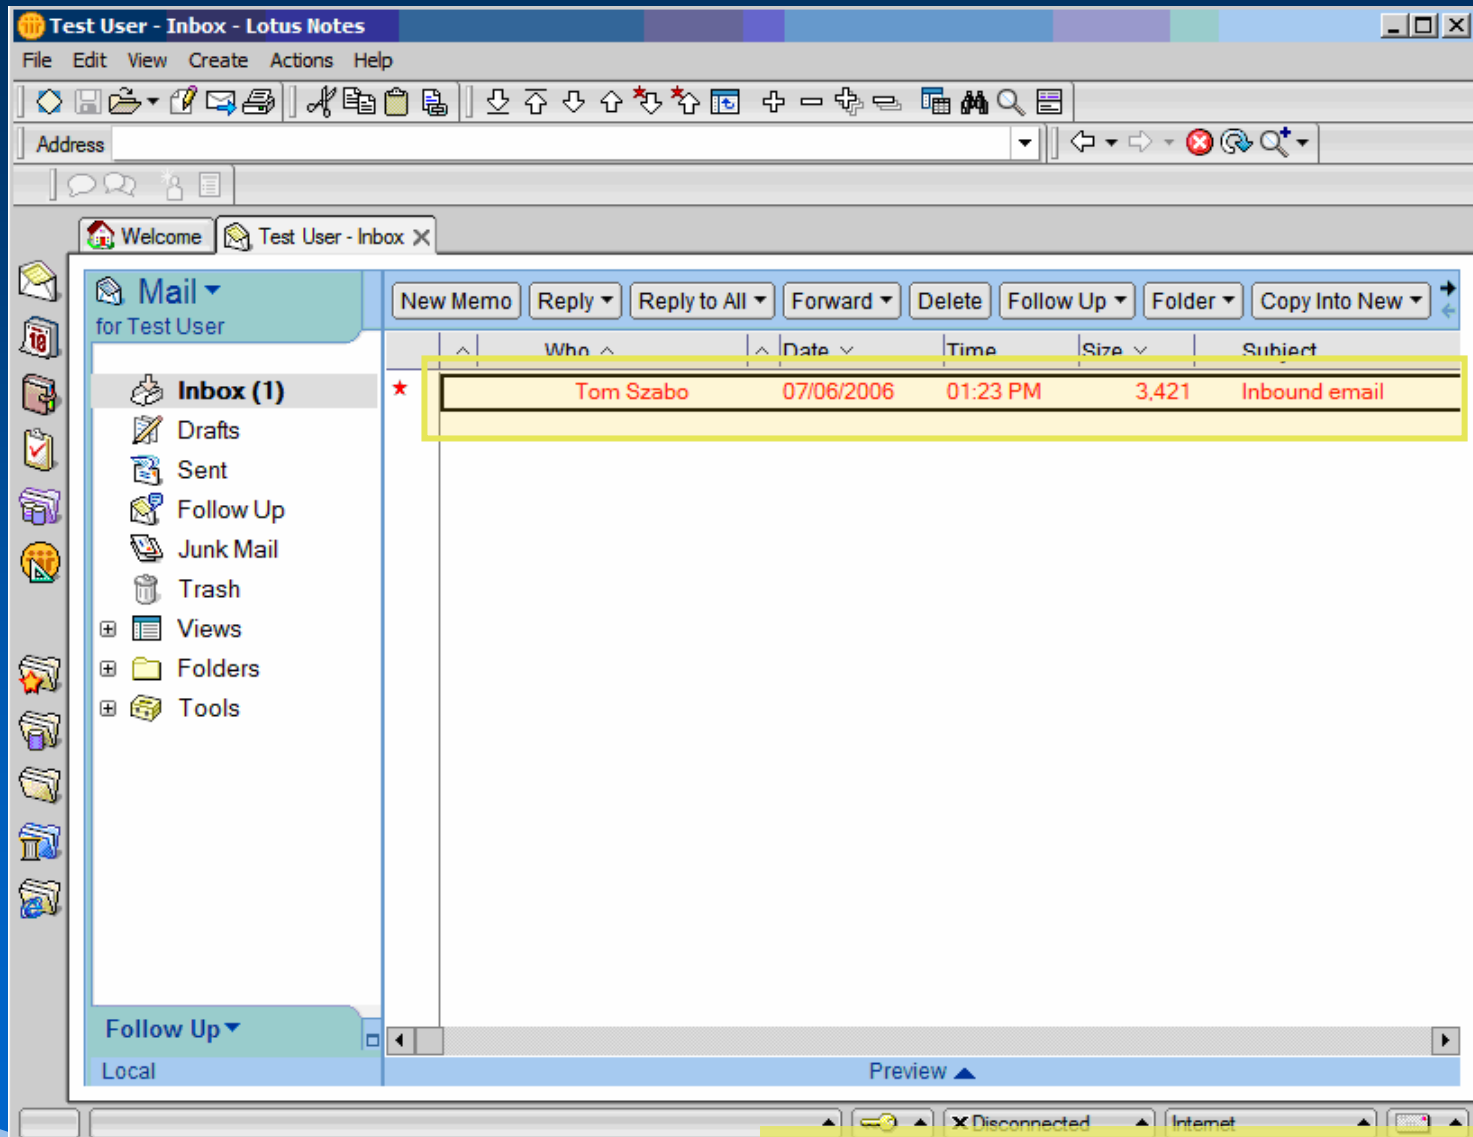 Test User - Inbox - Lotus Notes
File Edit View Create Actions Help
Address
Welcome Test User - Inbox
Mail
for Test User
New Memo Reply Reply to All Forward Delete Follow Up Folder Copy Into New
Who Date Time Size Subject
Inbox (1)
Tom Szabo 07/06/2006 01:23 PM 3,421 Inbound email
Drafts
Sent
Follow Up
Junk Mail
Trash
Views
Folders
Tools
Follow Up
Local
Preview
Disconnected Internet